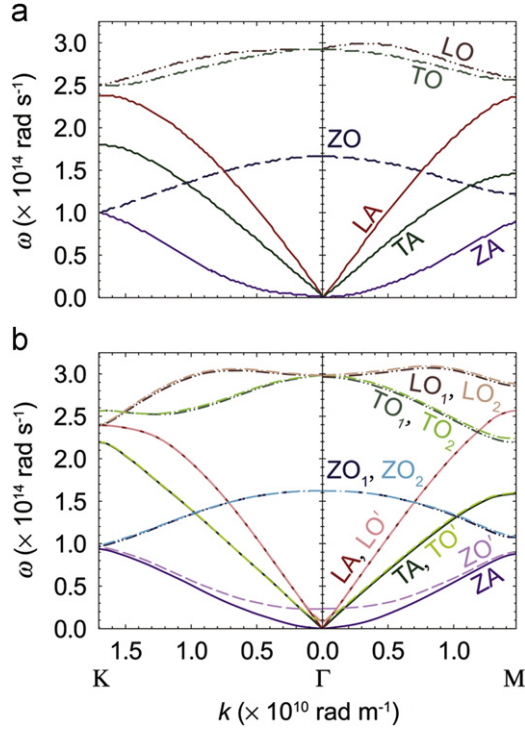 a
3.0
2.5
2.0
1.5
1.0
0.5
0.0
ω (× 10¹⁴ rad s⁻¹)
LO
TO
ZO
LA
TA
ZA
b
3.0
2.5
2.0
1.5
1.0
0.5
0.0
ω (× 10¹⁴ rad s⁻¹)
LO₁, LO₂
TO₁, TO₂
ZO₁, ZO₂
LA, LO′
TA, TO′
ZO′
ZA
1.5 1.0 0.5 0.0 0.5 1.0
K Γ M
k (× 10¹⁰ rad m⁻¹)